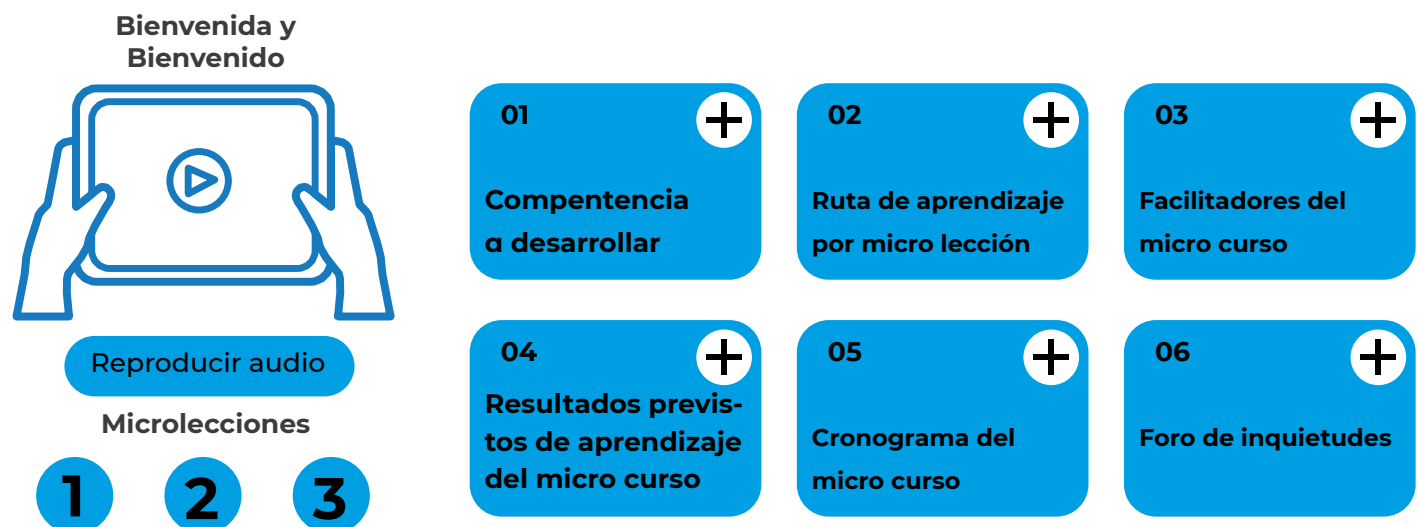 Bienvenida y
Bienvenido
Reproducir audio
Microlecciones
1 2 3
01
Compentencia
a desarrollar
02
Ruta de aprendizaje
por micro lección
03
Facilitadores del
micro curso
04
Resultados previs-
tos de aprendizaje
del micro curso
05
Cronograma del
micro curso
06
Foro de inquietudes